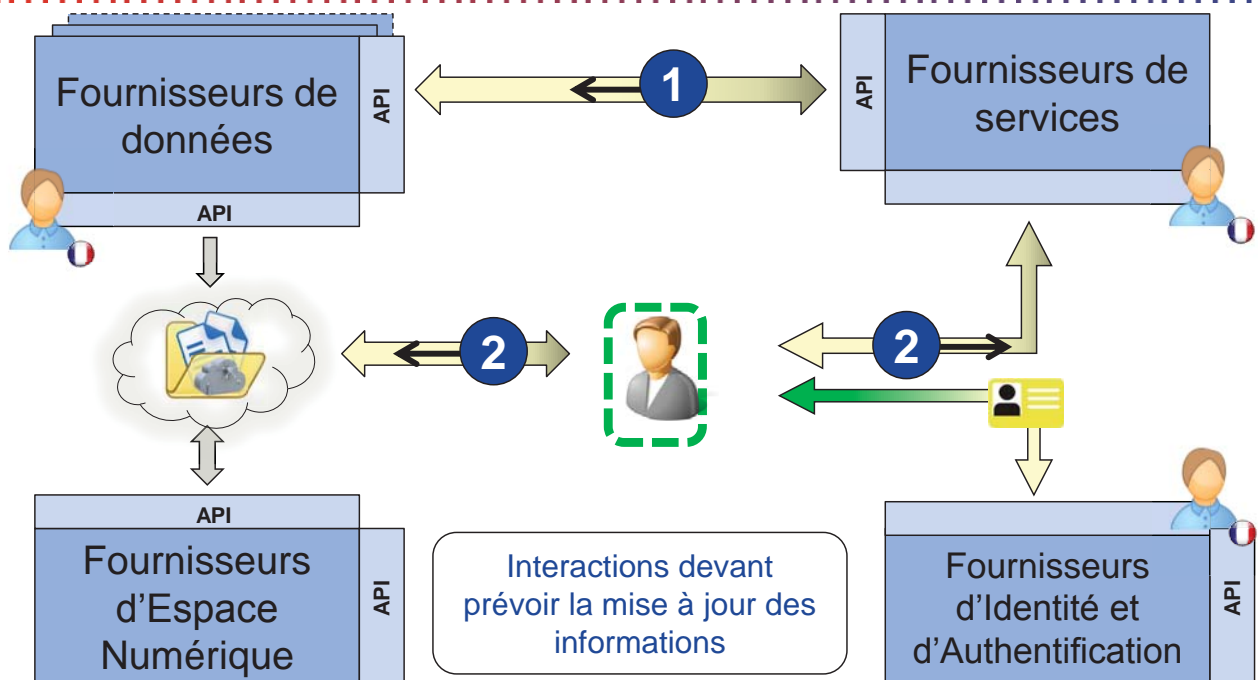 Fournisseurs de
données
API
API
1
API
Fournisseurs de
services
2
2
API
Fournisseurs
d'Espace
Numérique
API
Interactions devant
prévoir la mise à jour des
informations
Fournisseurs
d'Identité et
d'Authentification
API